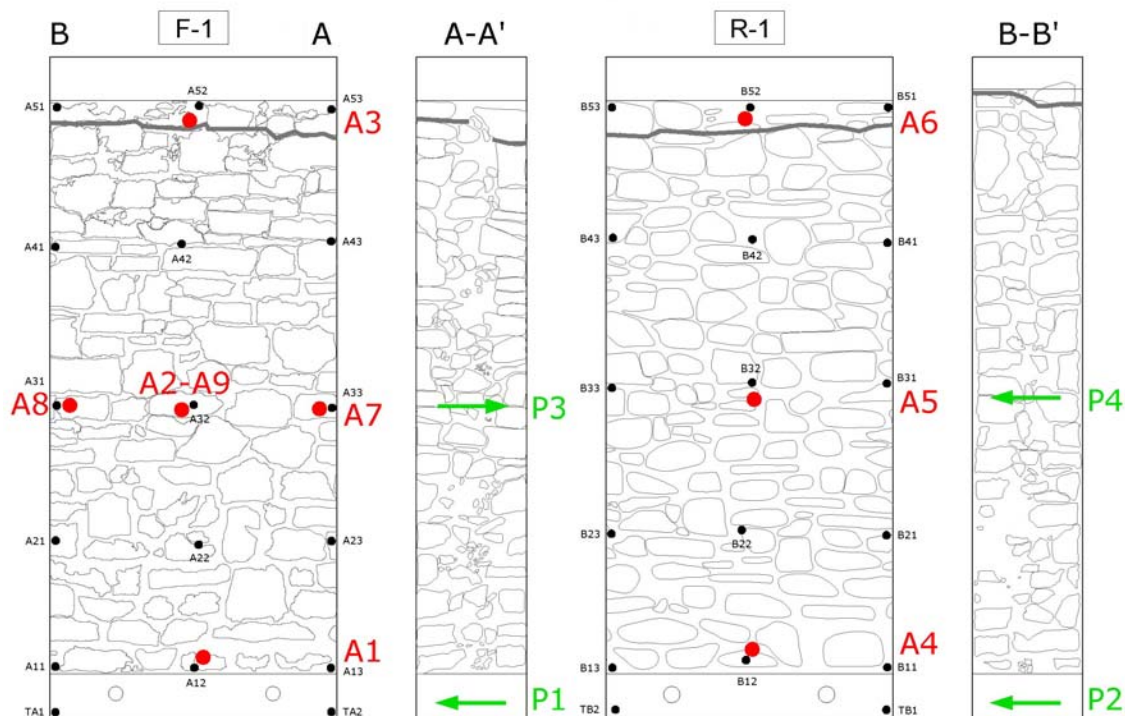 B F-1 A A-A' R-1 B-B'
A51 A52 A53 B53 B52 B51
A3 A6
A41 A42 A43 B43 B42 B41
A31 A2-A9 A33 B33 B32 B31
A8 A32 A7 P3 A5 P4
A21 A22 A23 B23 B22 B21
A1 A4
A11 A12 A13 B13 B12 B11
P1 P2
TA1 TA2 TB2 TB1